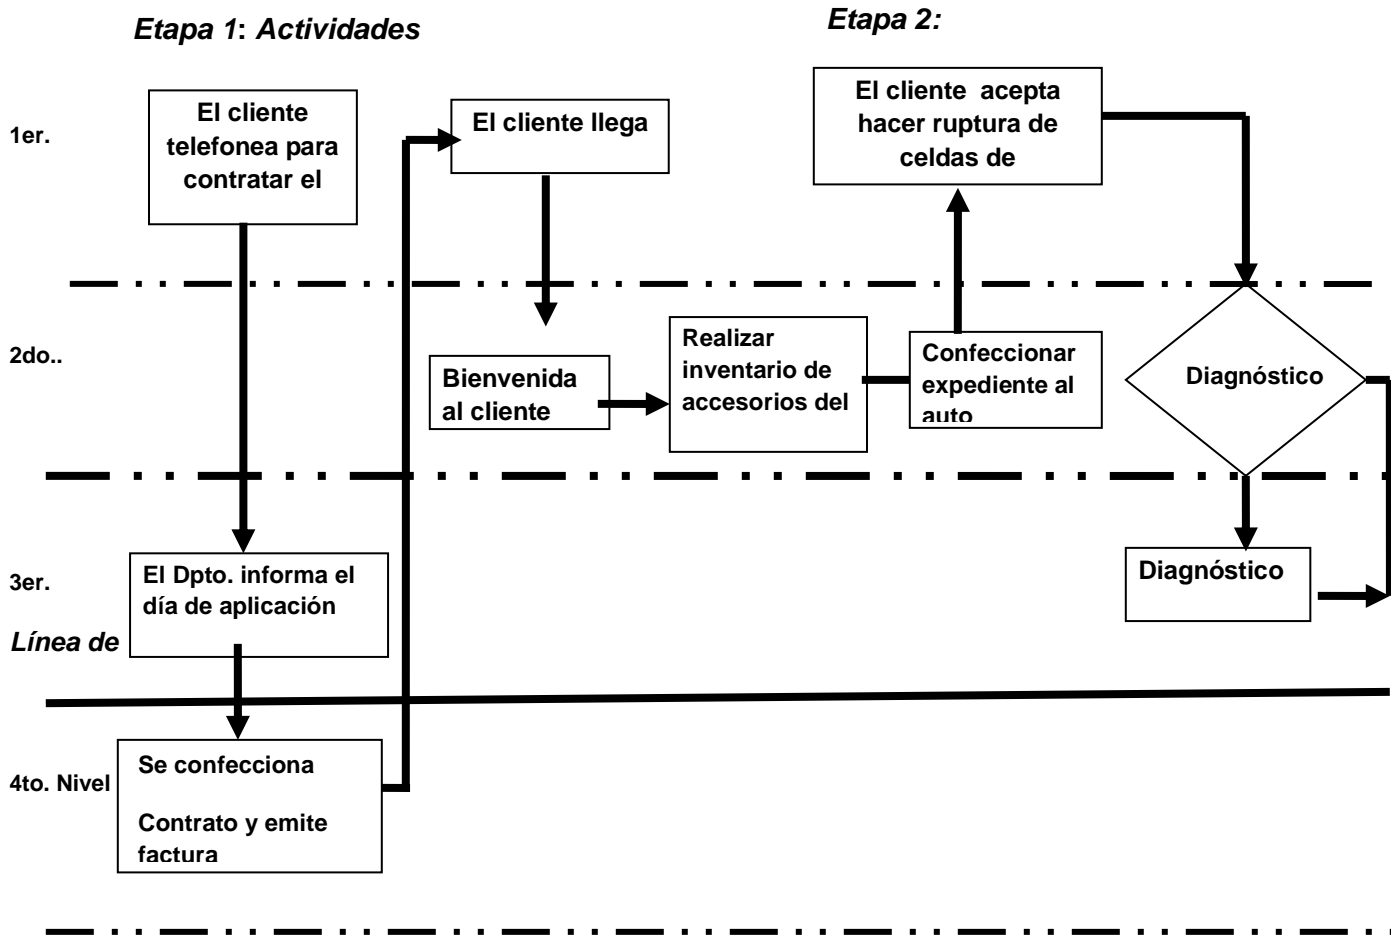 Etapa 1: Actividades
Etapa 2:
1er.
El cliente
telefonea para
contratar el
El cliente llega
El cliente acepta
hacer ruptura de
celdas de
2do..
Bienvenida
al cliente
Realizar
inventario de
accesorios del
Confeccionar
expediente al
auto
Diagnóstico
3er.
El Dpto. informa el
día de aplicación
Diagnóstico
Línea de
4to. Nivel
Se confecciona
Contrato y emite
factura